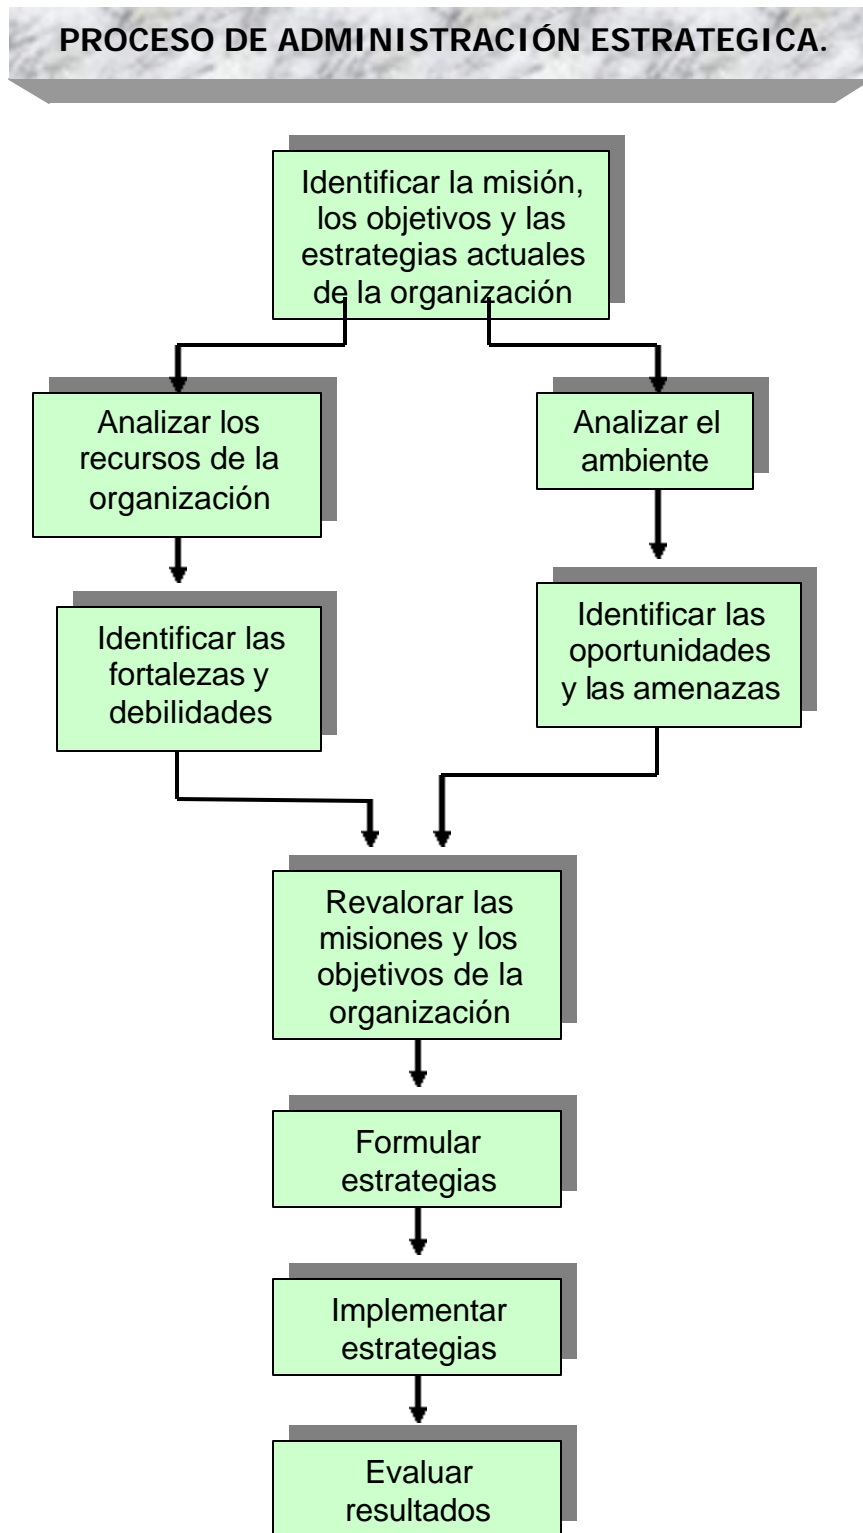 PROCESO DE ADMINISTRACIÓN ESTRATEGICA.
Identificar la misión,
los objetivos y las
estrategias actuales
de la organización
Analizar los
recursos de la
organización
Analizar el
ambiente
Identificar las
fortalezas y
debilidades
Identificar las
oportunidades
y las amenazas
Revalorar las
misiones y los
objetivos de la
organización
Formular
estrategias
Implementar
estrategias
Evaluar
resultados